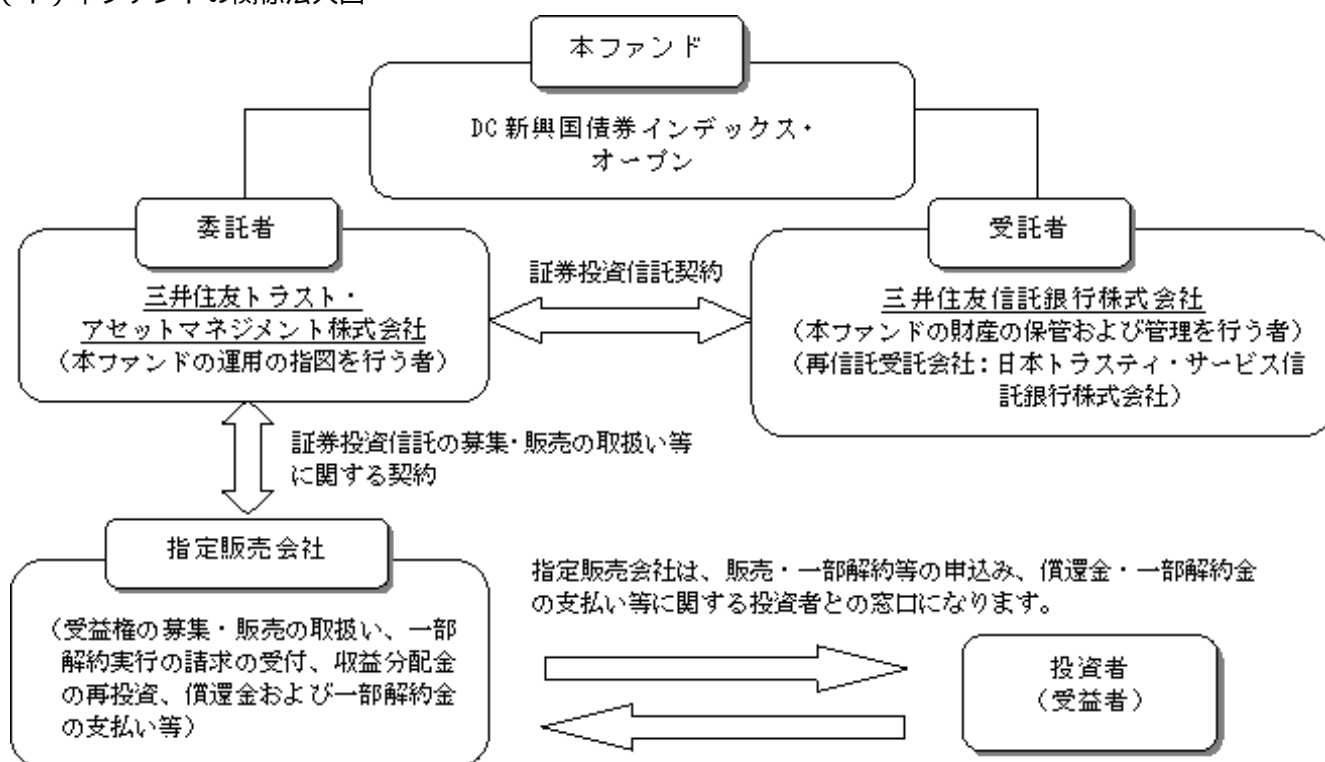 本ファンド
DC新興国債券インデックス・
オープン
委託者
受託者
三井住友トラスト・
アセットマネジメント株式会社
（本ファンドの運用の指図を行う者）
証券投資信託契約
三井住友信託銀行株式会社
（本ファンドの財産の保管および管理を行う者）
（再信託受託会社：日本トラスティ・サービス信
託銀行株式会社）
証券投資信託の募集・販売の取扱い等
に関する契約
指定販売会社
（受益権の募集・販売の取扱い、一部
解約実行の請求の受付、収益分配金
の再投資、償還金および一部解約金
の支払い等）
指定販売会社は、販売・一部解約等の申込み、償還金・一部解約金
の支払い等に関する投資者との窓口になります。
投資者
（受益者）